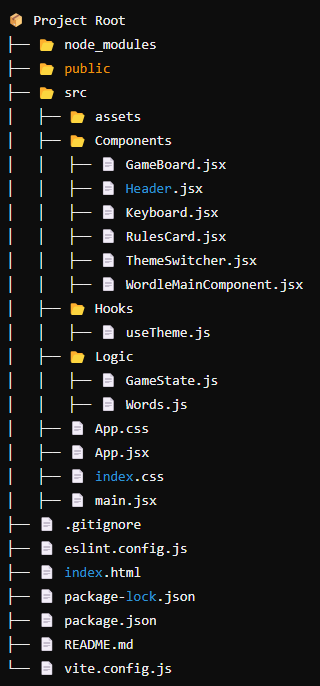 📦 Project Root
├── 📂 node_modules
├── 📂 public
├── 📂 src
│   ├── 📂 assets
│   ├── 📂 Components
│   │   ├── 📄 GameBoard.jsx
│   │   ├── 📄 Header.jsx
│   │   ├── 📄 Keyboard.jsx
│   │   ├── 📄 RulesCard.jsx
│   │   ├── 📄 ThemeSwitcher.jsx
│   │   ├── 📄 WordleMainComponent.jsx
│   ├── 📂 Hooks
│   │   ├── 📄 useTheme.js
│   ├── 📂 Logic
│   │   ├── 📄 GameState.js
│   │   ├── 📄 Words.js
│   ├── 📄 App.css
│   ├── 📄 App.jsx
│   ├── 📄 index.css
│   ├── 📄 main.jsx
├── 📄 .gitignore
├── 📄 eslint.config.js
├── 📄 index.html
├── 📄 package-lock.json
├── 📄 package.json
├── 📄 README.md
└── 📄 vite.config.js